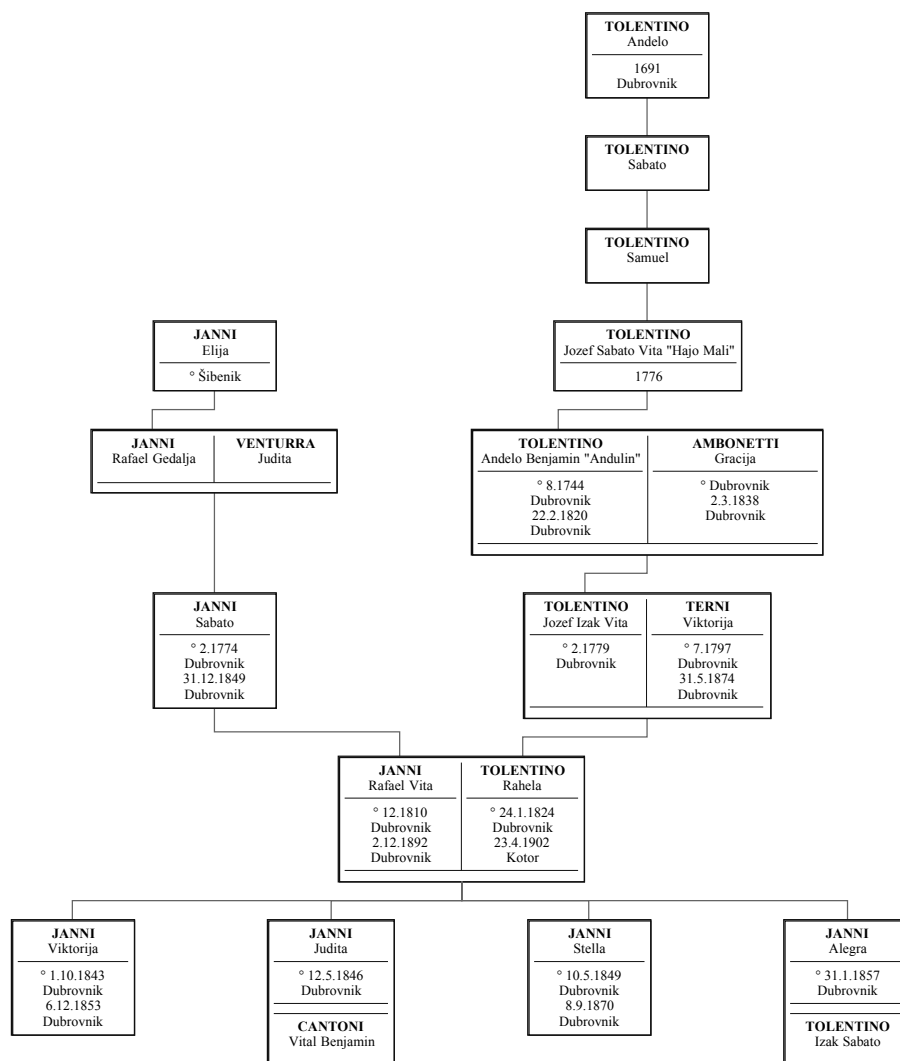 TOLENTINO
Andelo
1691
Dubrovnik
TOLENTINO
Sabato
TOLENTINO
Samuel
JANNI
Elija
° Šibenik
TOLENTINO
Jozef Sabato Vita "Hajo Mali"
1776
JANNI
Rafael Gedalja
VENTURRA
Judita
TOLENTINO
Andelo Benjamin "Andulin"
° 8.1744
Dubrovnik
22.2.1820
Dubrovnik
AMBONETTI
Gracija
° Dubrovnik
2.3.1838
Dubrovnik
JANNI
Sabato
° 2.1774
Dubrovnik
31.12.1849
Dubrovnik
TOLENTINO
Jozef Izak Vita
° 2.1779
Dubrovnik
TERNI
Viktorija
° 7.1797
Dubrovnik
31.5.1874
Dubrovnik
JANNI
Rafael Vita
° 12.1810
Dubrovnik
2.12.1892
Dubrovnik
TOLENTINO
Rahela
° 24.1.1824
Dubrovnik
23.4.1902
Kotor
JANNI
Viktorija
° 1.10.1843
Dubrovnik
6.12.1853
Dubrovnik
JANNI
Judita
° 12.5.1846
Dubrovnik
CANTONI
Vital Benjamin
JANNI
Stella
° 10.5.1849
Dubrovnik
8.9.1870
Dubrovnik
JANNI
Alegra
° 31.1.1857
Dubrovnik
TOLENTINO
Izak Sabato